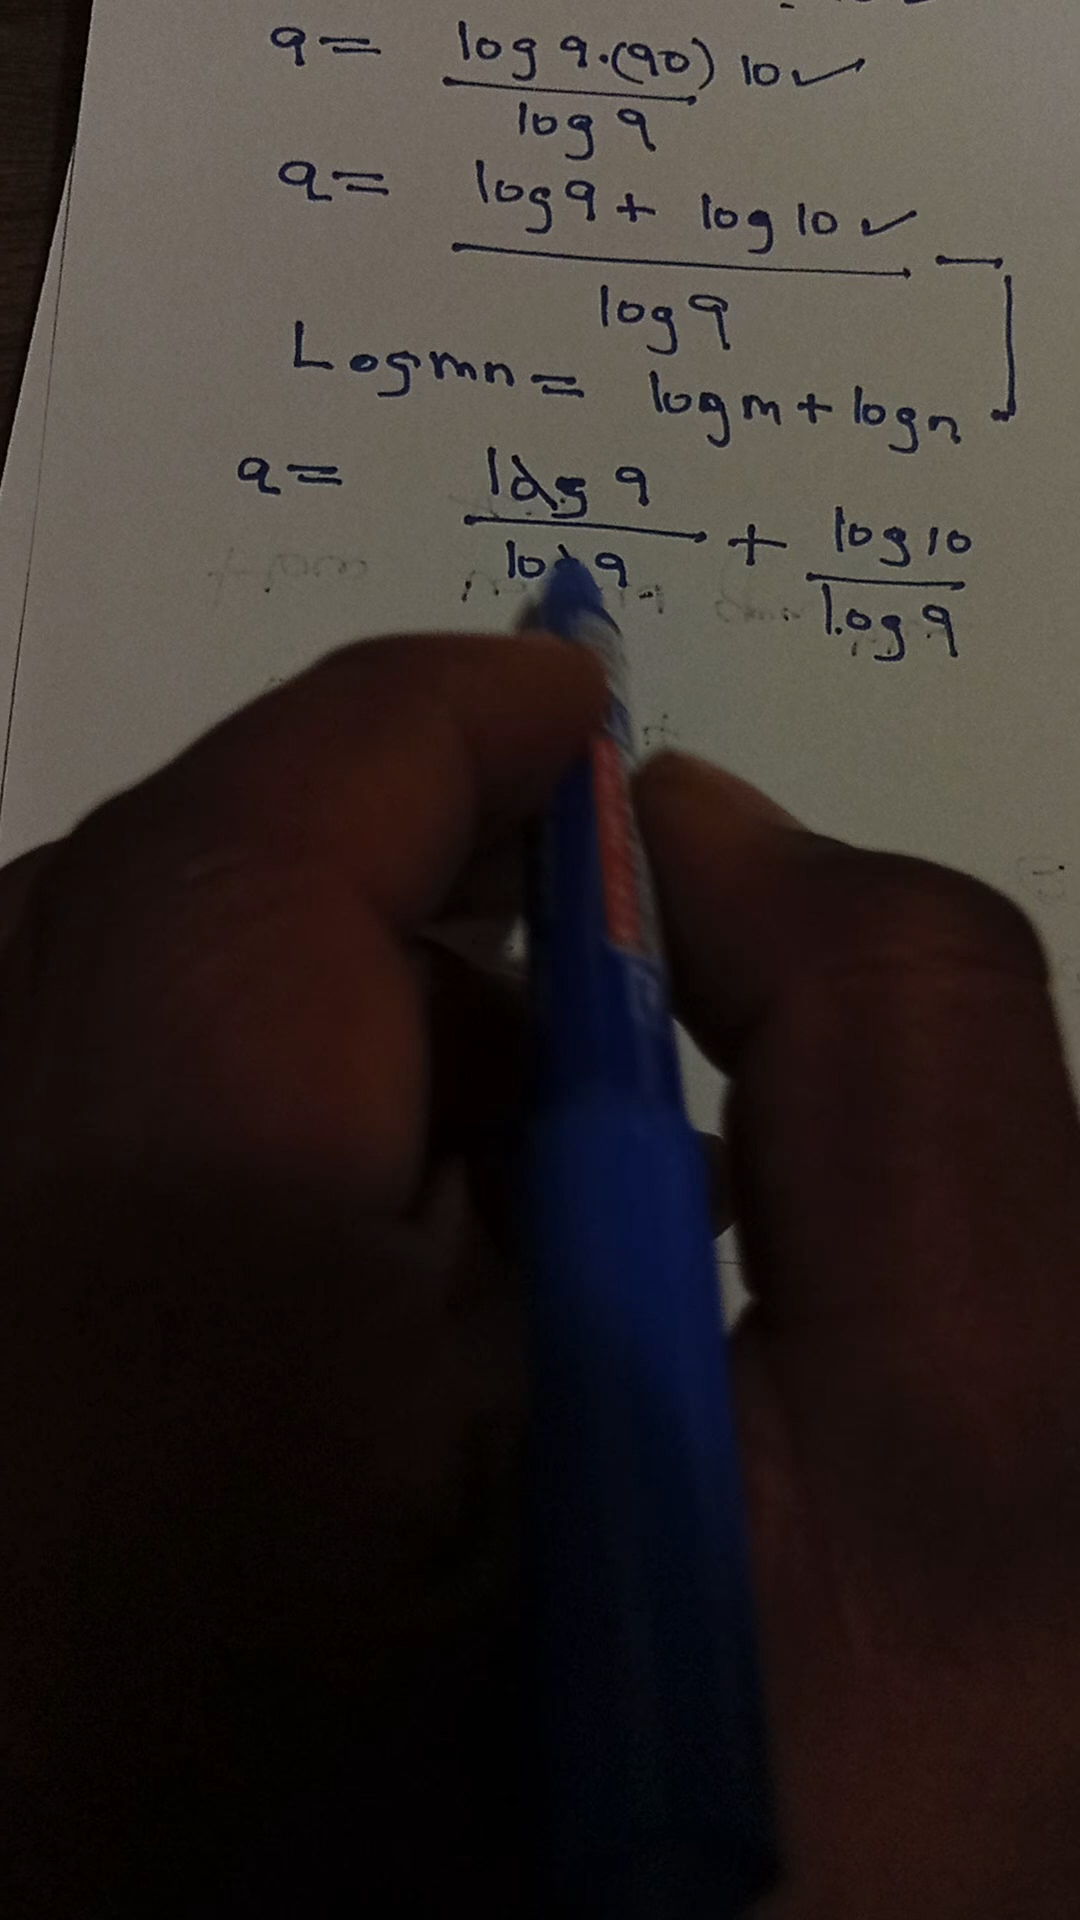 a = log 9.(90) 10 ✓
log 9
a = log 9 + log 10 ✓
log 9
Logmn = logm + logn
a = log 9 + log 10
log 9 log 9